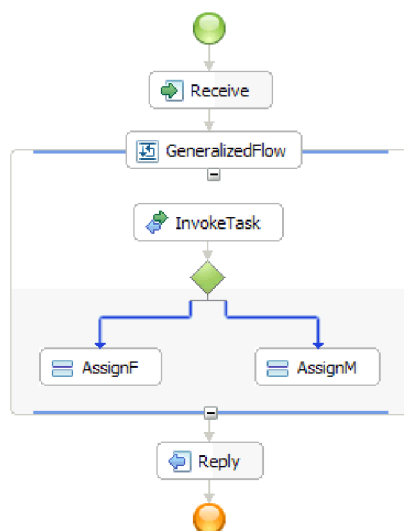 Receive
GeneralizedFlow
InvokeTask
AssignF
AssignM
Reply